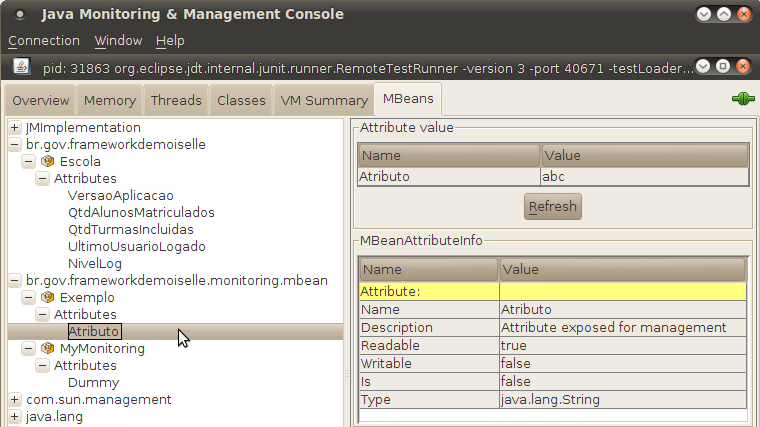 Java Monitoring & Management Console
Connection Window Help
pid: 31863 org.eclipse.jdt.internal.junit.runner.RemoteTestRunner -version 3 -port 40671 -testLoader...
Overview Memory Threads Classes VM Summary MBeans
JMImplementation
br.gov.frameworkdemoiselle
Escola
Attributes
VersaoAplicacao
QtdAlunosMatriculados
QtdTurmasIncluidas
UltimoUsuarioLogado
NivelLog
br.gov.frameworkdemoiselle.monitoring.mbean
Exemplo
Attributes
Atributo
MyMonitoring
Attributes
Dummy
com.sun.management
java.lang
Attribute value
Name Value
Atributo abc
Refresh
MBeanAttributeInfo
Name Value
Attribute:
Name Atributo
Description Attribute exposed for management
Readable true
Writable false
Is false
Type java.lang.String